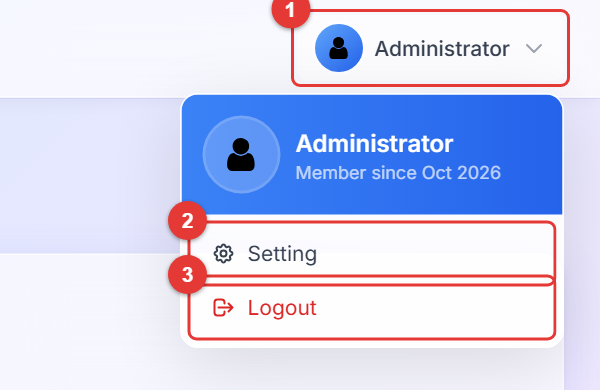 1
Administrator
Administrator
Member since Oct 2026
2
Setting
3
Logout